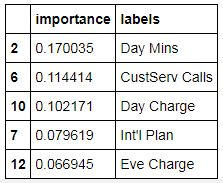 importance labels
2 0.170035 Day Mins
6 0.114414 CustServ Calls
10 0.102171 Day Charge
7 0.079619 Int'l Plan
12 0.066945 Eve Charge